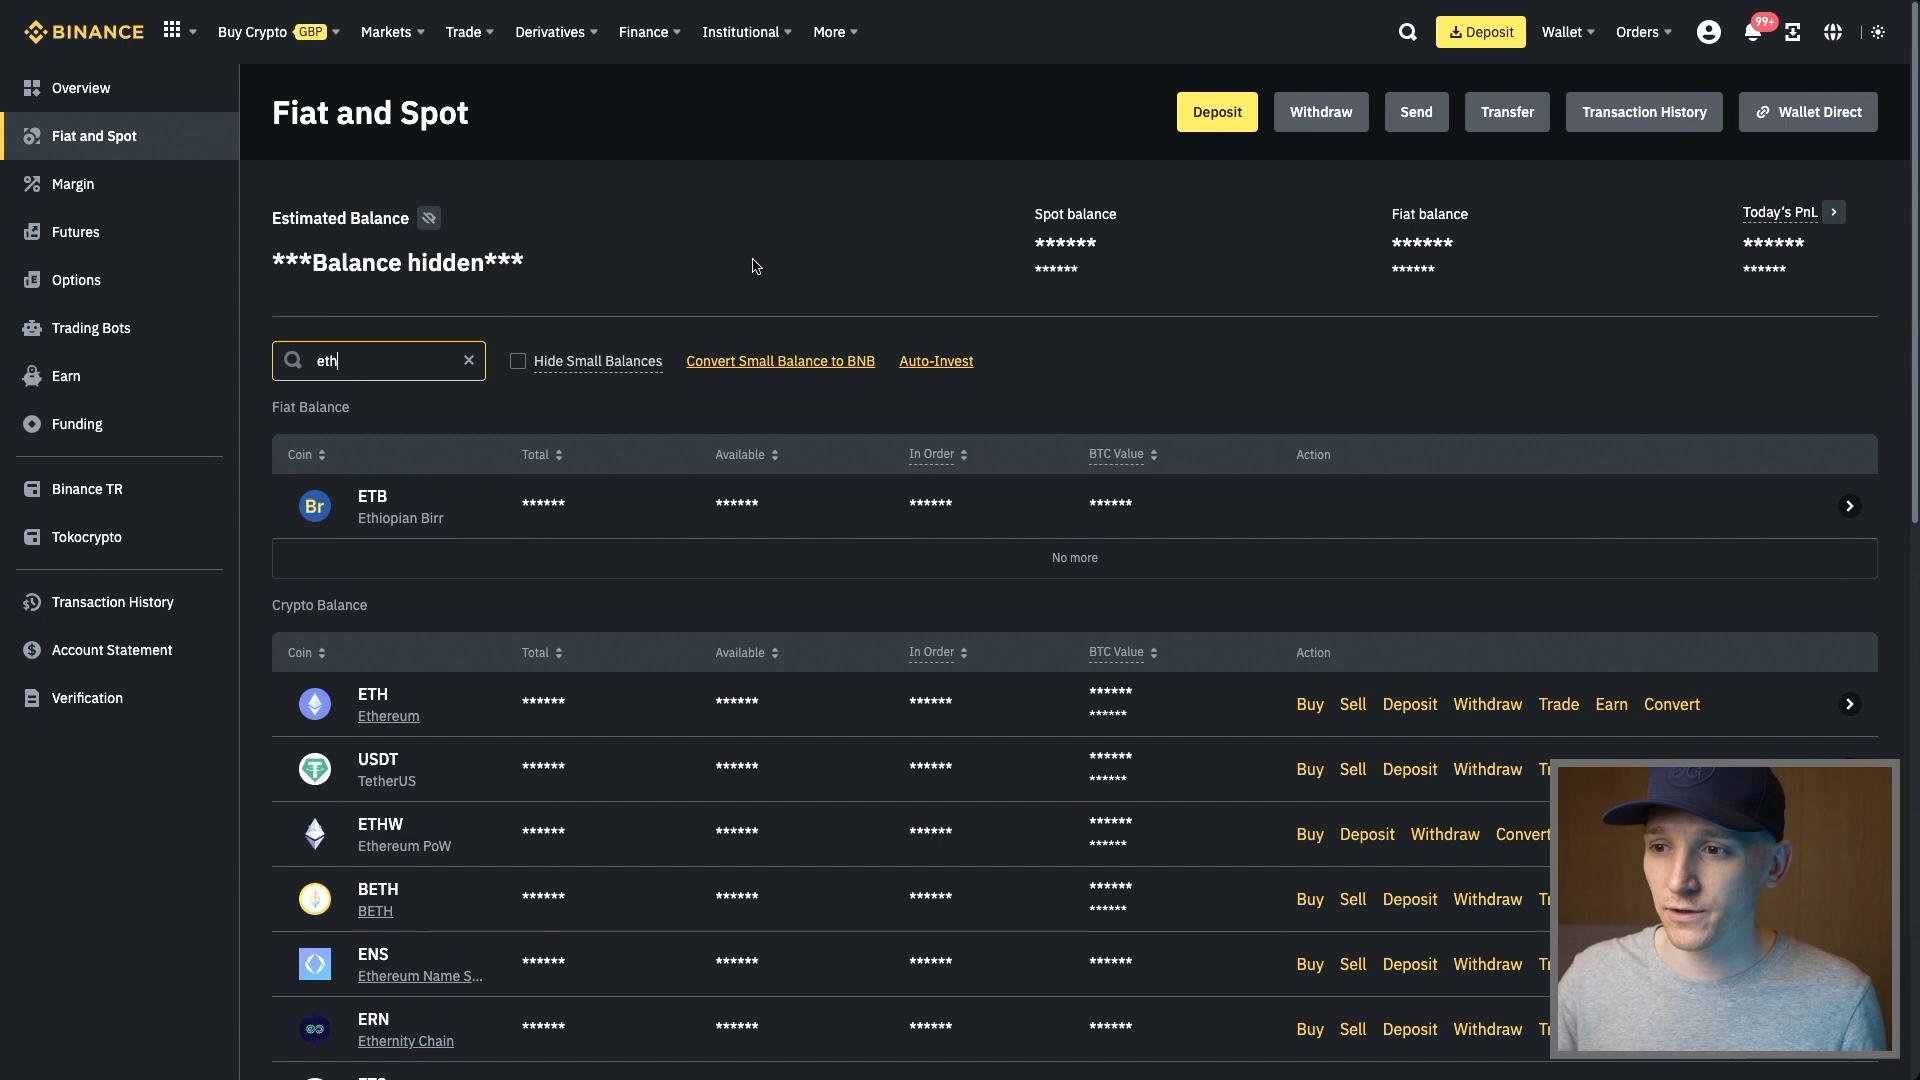 BINANCE
Buy Crypto GBP Markets Trade Derivatives Finance Institutional More Deposit Wallet Orders 99+
Overview
Fiat and Spot
Margin
Futures
Options
Trading Bots
Earn
Funding
Binance TR
Tokocrypto
Transaction History
Account Statement
Verification
Fiat and Spot
Deposit Withdraw Send Transfer Transaction History Wallet Direct
Estimated Balance
***Balance hidden***
Spot balance
******
******
Fiat balance
******
******
Today's PnL
******
******
eth Hide Small Balances Convert Small Balance to BNB Auto-Invest
Fiat Balance
Coin Total Available In Order BTC Value Action
Br ETB ****** ****** ****** ******
Ethiopian Birr
No more
Crypto Balance
Coin Total Available In Order BTC Value Action
ETH ****** ****** ****** ****** Buy Sell Deposit Withdraw Trade Earn Convert
Ethereum ******
USDT ****** ****** ****** ****** Buy Sell Deposit Withdraw
TetherUS ******
ETHW ****** ****** ****** ****** Buy Deposit Withdraw Convert
Ethereum PoW ******
BETH ****** ****** ****** ****** Buy Sell Deposit Withdraw
BETH ******
ENS ****** ****** ****** ****** Buy Sell Deposit Withdraw
Ethereum Name S...
ERN ****** ****** ****** ****** Buy Sell Deposit Withdraw
Ethernity Chain